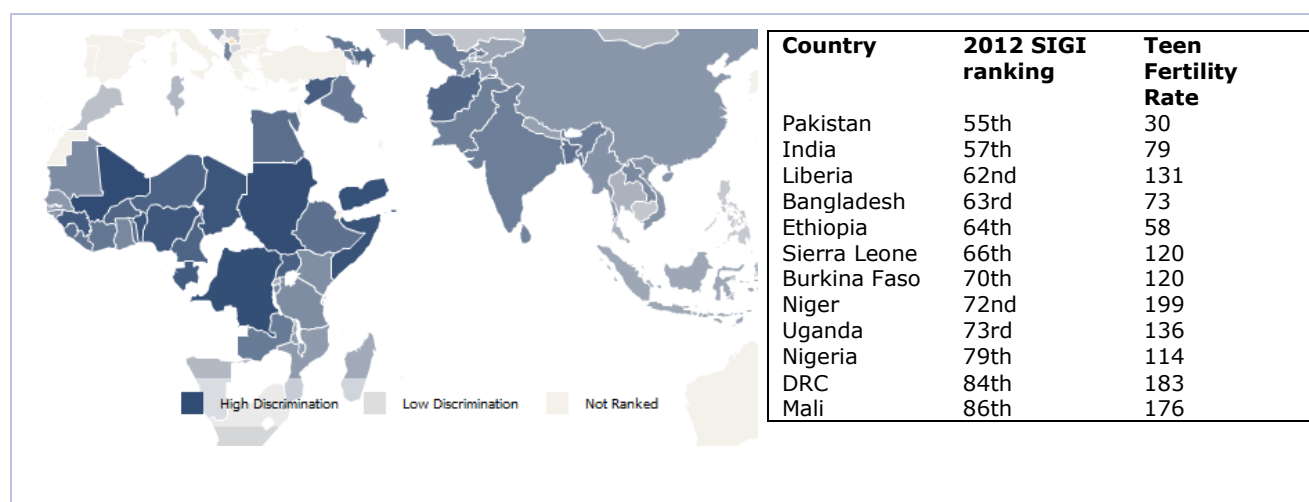 High Discrimination Low Discrimination Not Ranked
Country 2012 SIGI ranking Teen Fertility Rate
Pakistan 55th 30
India 57th 79
Liberia 62nd 131
Bangladesh 63rd 73
Ethiopia 64th 58
Sierra Leone 66th 120
Burkina Faso 70th 120
Niger 72nd 199
Uganda 73rd 136
Nigeria 79th 114
DRC 84th 183
Mali 86th 176